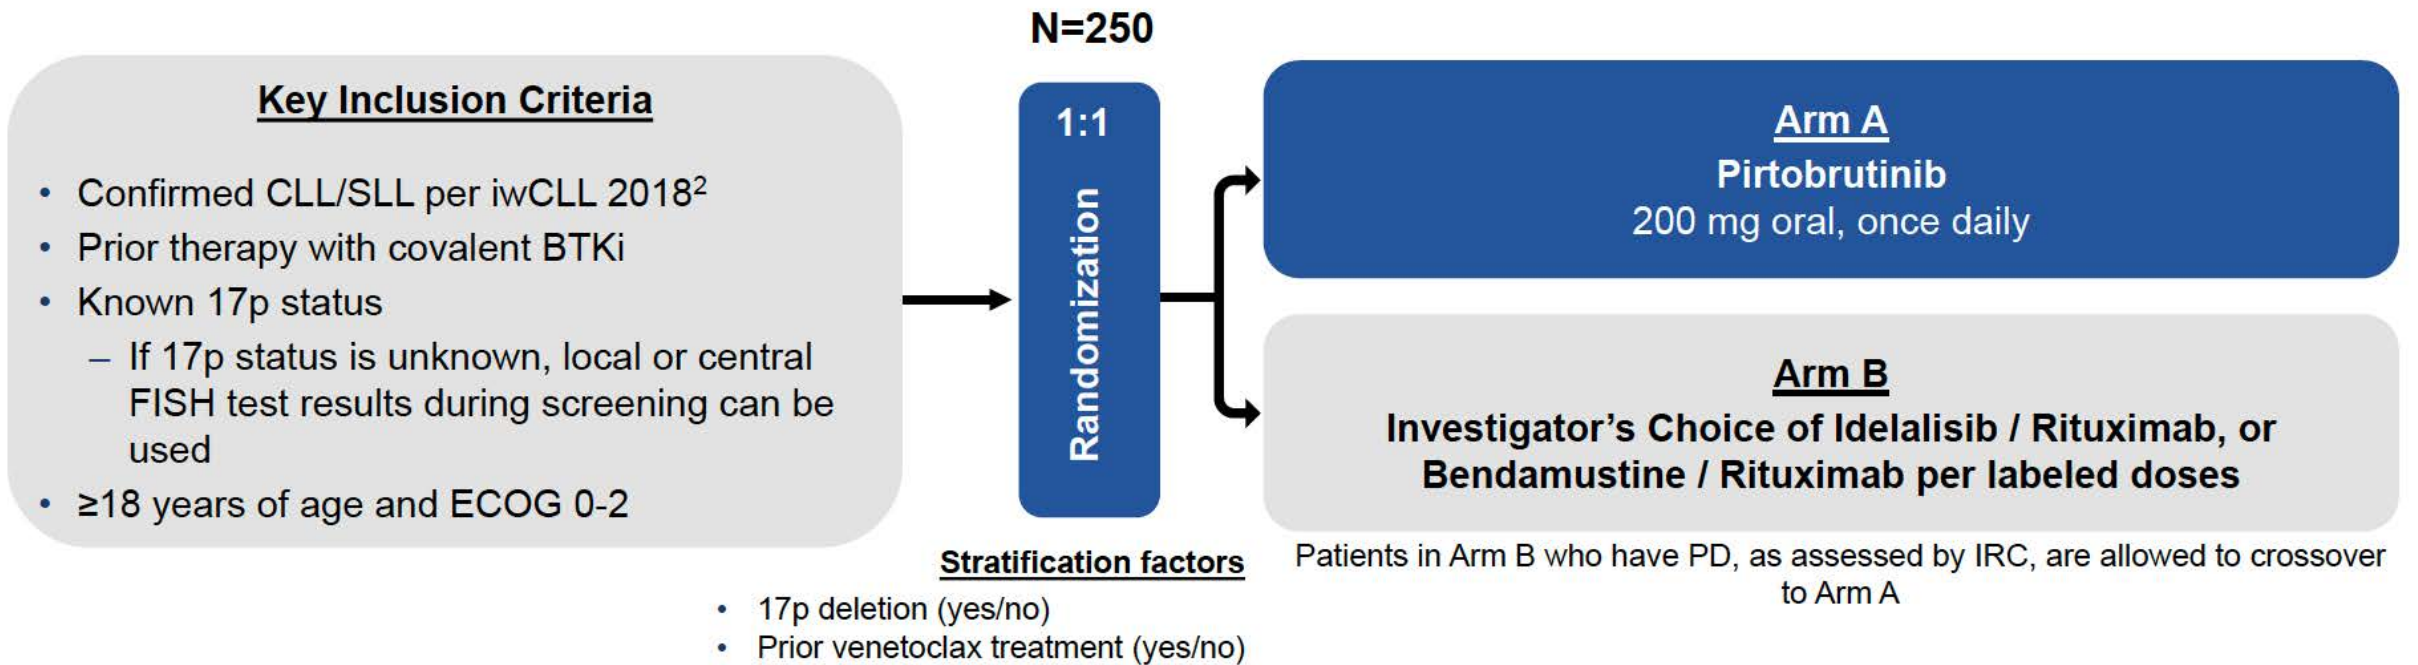 N=250
Key Inclusion Criteria
• Confirmed CLL/SLL per iwCLL 2018²
• Prior therapy with covalent BTKi
• Known 17p status
– If 17p status is unknown, local or central
FISH test results during screening can be
used
• ≥18 years of age and ECOG 0-2
1:1
Randomization
Stratification factors
• 17p deletion (yes/no)
• Prior venetoclax treatment (yes/no)
Arm A
Pirtobrutinib
200 mg oral, once daily
Arm B
Investigator’s Choice of Idelalisib / Rituximab, or
Bendamustine / Rituximab per labeled doses
Patients in Arm B who have PD, as assessed by IRC, are allowed to crossover
to Arm A